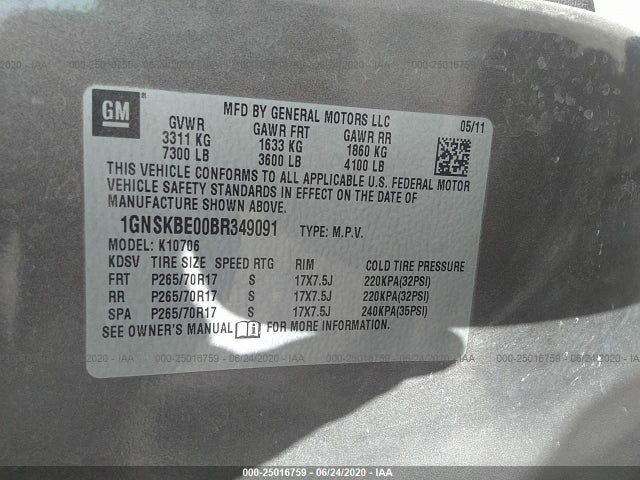 GM
MFD BY GENERAL MOTORS LLC
05/11
GVWR GAWR FRT GAWR RR
3311 KG 1633 KG 1860 KG
7300 LB 3600 LB 4100 LB
THIS VEHICLE CONFORMS TO ALL APPLICABLE U.S. FEDERAL MOTOR
VEHICLE SAFETY STANDARDS IN EFFECT ON THE DATE OF
MANUFACTURE SHOWN ABOVE.
1GNSKBE00BR349091 TYPE: M.P.V.
MODEL: K10706
KDSV TIRE SIZE SPEED RTG RIM COLD TIRE PRESSURE
FRT P265/70R17 S 17X7.5J 220KPA(32PSI)
RR P265/70R17 S 17X7.5J 220KPA(32PSI)
SPA P265/70R17 S 17X7.5J 240KPA(35PSI)
SEE OWNER'S MANUAL FOR MORE INFORMATION.
000-25016759 - 06/24/2020 - IAA